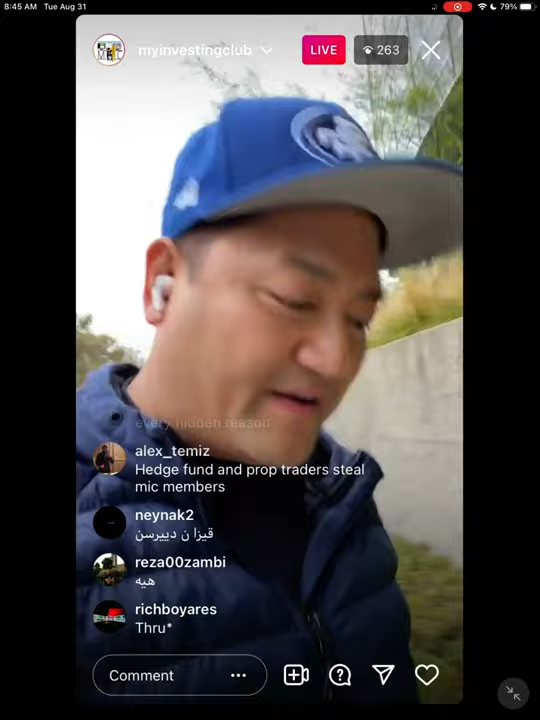 8:45 AM Tue Aug 31
79%
myinvestingclub
LIVE
263
every hidden reason
alex_temiz
Hedge fund and prop traders steal
mic members
neynak2
قیزا ن دییرسن
reza00zambi
هیه
richboyares
Thru*
Comment